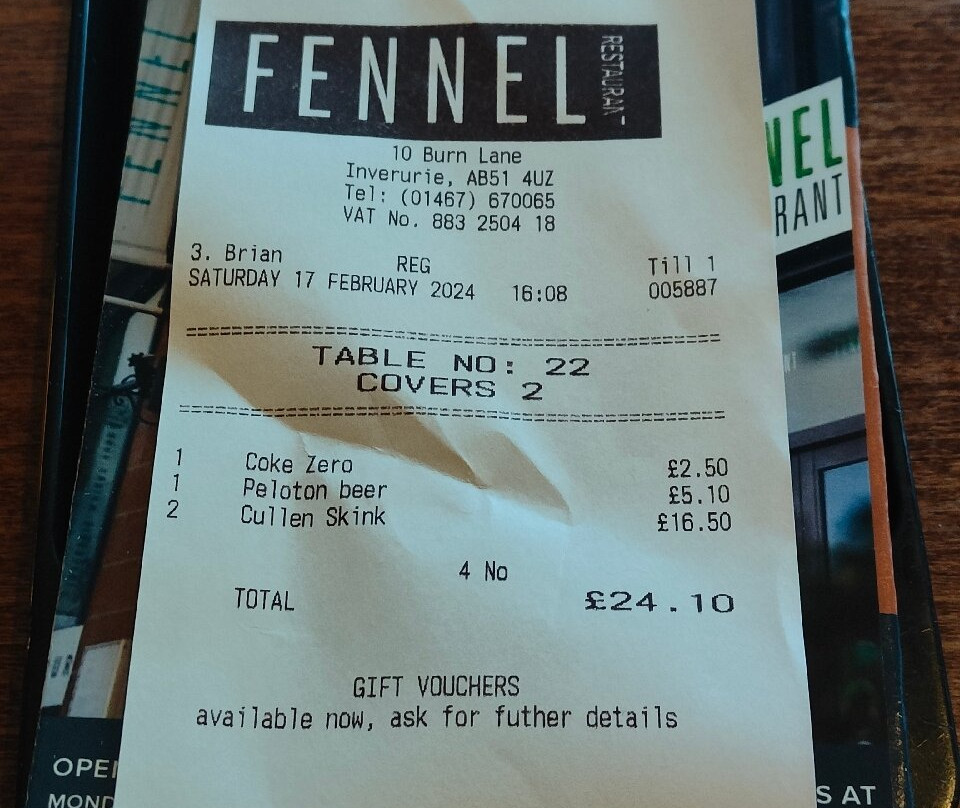 FENNEL RESTAURANT
10 Burn Lane
Inverurie, AB51 4UZ
Tel: (01467) 670065
VAT No. 883 2504 18
3. Brian REG Till 1
SATURDAY 17 FEBRUARY 2024 16:08 005887
TABLE NO: 22
COVERS 2
1 Coke Zero £2.50
1 Peloton beer £5.10
2 Cullen Skink £16.50
4 No
TOTAL £24.10
GIFT VOUCHERS
available now, ask for futher details
FENNEL
NEL
RANT
OPE
MOND
S AT